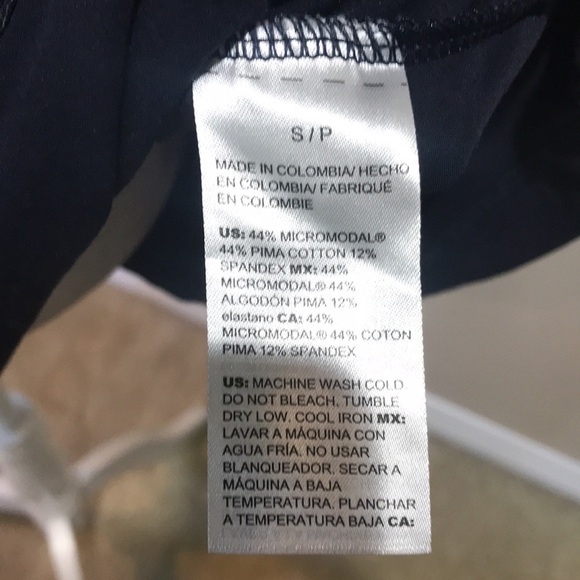 S/P
MADE IN COLOMBIA/ HECHO
EN COLOMBIA/ FABRIQUÉ
EN COLOMBIE
US: 44% MICROMODAL®
44% PIMA COTTON 12%
SPANDEX MX: 44%
MICROMODAL® 44%
ALGODÓN PIMA 12%
elastano CA: 44%
MICROMODAL® 44% COTON
PIMA 12% SPANDEX
US: MACHINE WASH COLD
DO NOT BLEACH. TUMBLE
DRY LOW. COOL IRON MX:
LAVAR A MÁQUINA CON
AGUA FRÍA. NO USAR
BLANQUEADOR. SECAR A
MÁQUINA A BAJA
TEMPERATURA. PLANCHAR
A TEMPERATURA BAJA CA: